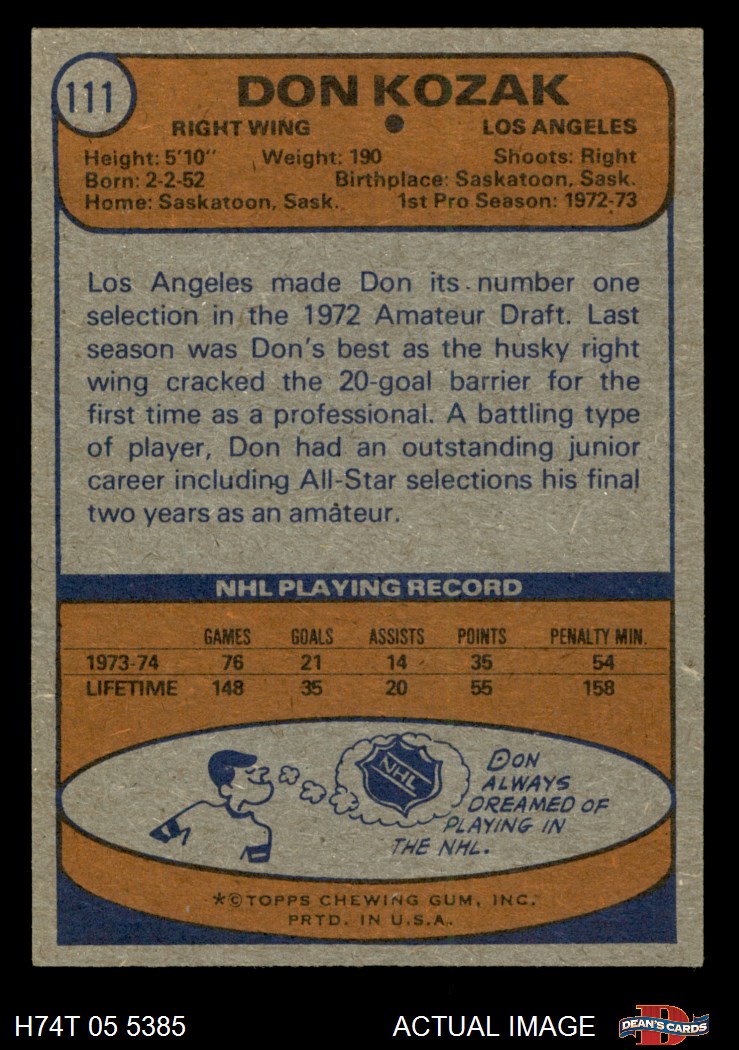 111
DON KOZAK
RIGHT WING ● LOS ANGELES
Height: 5'10" Weight: 190 Shoots: Right
Born: 2-2-52 Birthplace: Saskatoon, Sask.
Home: Saskatoon, Sask. 1st Pro Season: 1972-73
Los Angeles made Don its number one
selection in the 1972 Amateur Draft. Last
season was Don's best as the husky right
wing cracked the 20-goal barrier for the
first time as a professional. A battling type
of player, Don had an outstanding junior
career including All-Star selections his final
two years as an amateur.
NHL PLAYING RECORD
GAMES GOALS ASSISTS POINTS PENALTY MIN.
1973-74 76 21 14 35 54
LIFETIME 148 35 20 55 158
NHL
DON
ALWAYS
DREAMED OF
PLAYING IN
THE NHL.
*©TOPPS CHEWING GUM, INC.
PRTD. IN U.S.A.
H74T 05 5385 ACTUAL IMAGE
D
DEAN'S CARDS